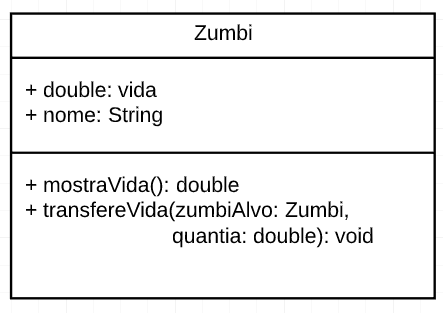 Zumbi
+ double: vida
+ nome: String
+ mostraVida(): double
+ transfereVida(zumbiAlvo: Zumbi,
quantia: double): void